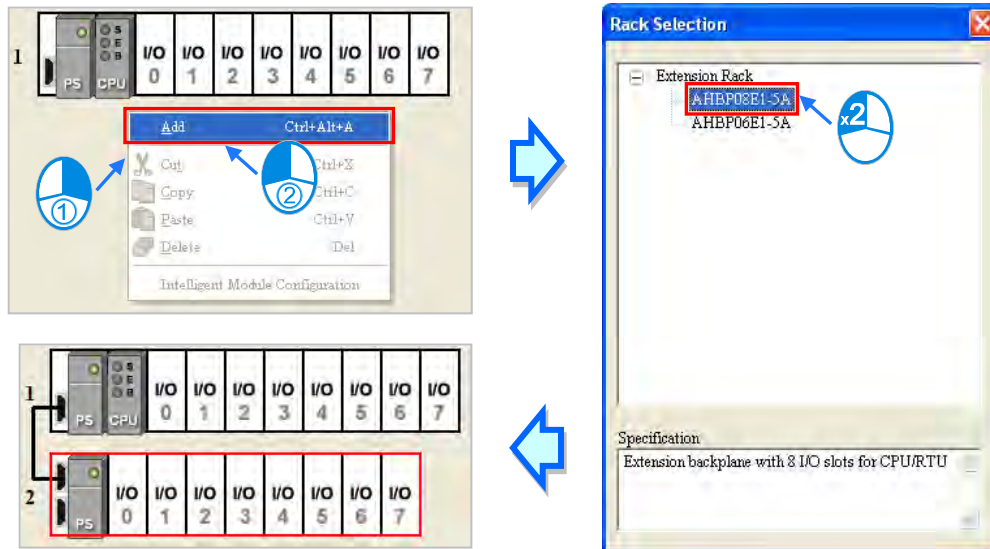 1
S
E
B
PS CPU
I/O I/O I/O I/O I/O I/O I/O I/O
0 1 2 3 4 5 6 7
Add Ctrl+Alt+A
Cut Ctrl+X
Copy Ctrl+C
Paste Ctrl+V
Delete Del
Intelligent Module Configuration
① ②
Rack Selection
Extension Rack
AHBP08E1-5A
AHBP06E1-5A
x2
Specification
Extension backplane with 8 I/O slots for CPU/RTU
1
S
E
B
PS CPU
I/O I/O I/O I/O I/O I/O I/O I/O
0 1 2 3 4 5 6 7
2
PS
I/O I/O I/O I/O I/O I/O I/O I/O
0 1 2 3 4 5 6 7